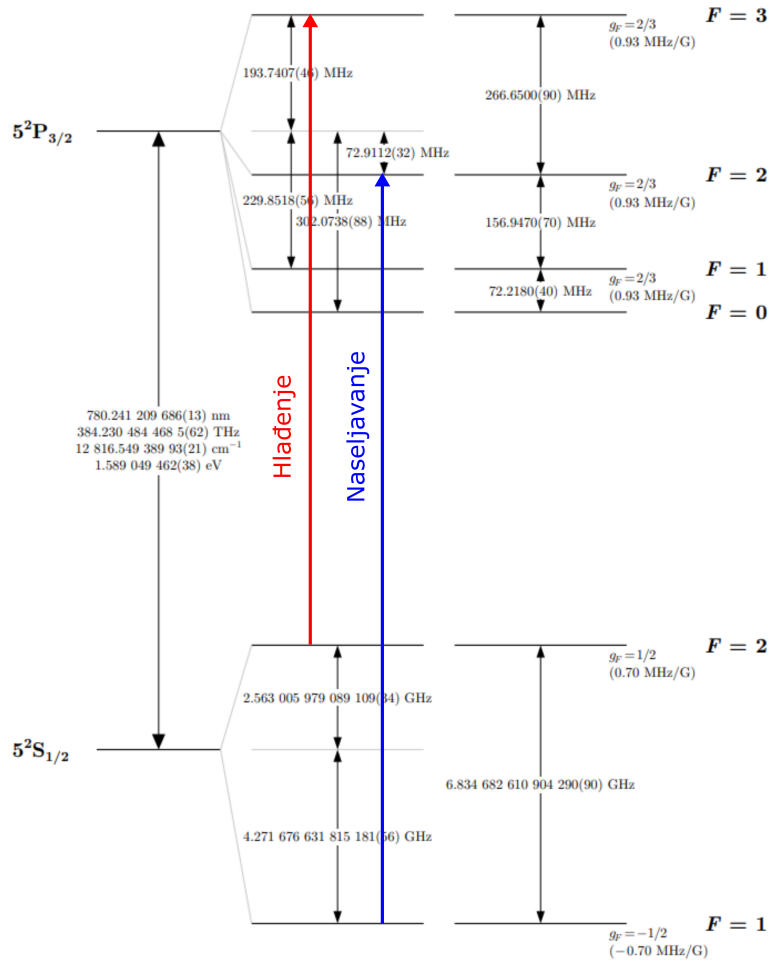 F = 3
g_F=2/3
(0.93 MHz/G)
193.7407(46) MHz
266.6500(90) MHz
5²P₃/₂
72.9112(32) MHz
F = 2
g_F=2/3
(0.93 MHz/G)
229.8518(56) MHz
302.0738(88) MHz
156.9470(70) MHz
F = 1
g_F=2/3
(0.93 MHz/G)
72.2180(40) MHz
F = 0
Hlađenje
Naseljavanje
780.241 209 686(13) nm
384.230 484 468 5(62) THz
12 816.549 389 93(21) cm⁻¹
1.589 049 462(38) eV
F = 2
g_F=1/2
(0.70 MHz/G)
2.563 005 979 089 109(34) GHz
5²S₁/₂
6.834 682 610 904 290(90) GHz
4.271 676 631 815 181(56) GHz
F = 1
g_F=−1/2
(−0.70 MHz/G)